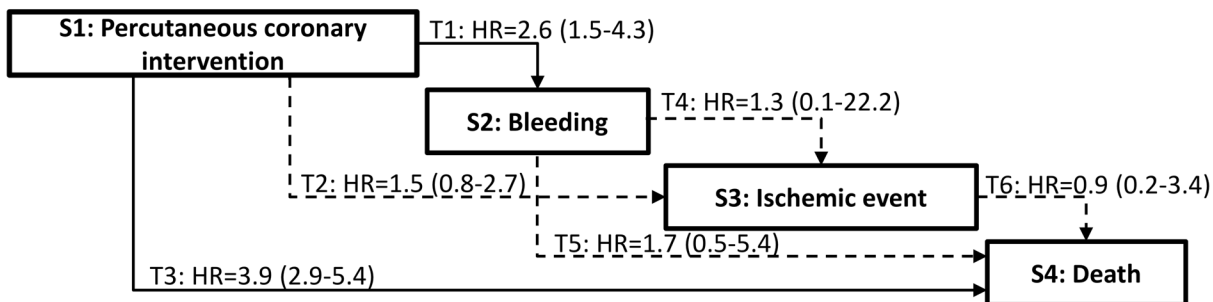 S1: Percutaneous coronary
intervention
T1: HR=2.6 (1.5-4.3)
S2: Bleeding
T4: HR=1.3 (0.1-22.2)
T2: HR=1.5 (0.8-2.7)
S3: Ischemic event
T6: HR=0.9 (0.2-3.4)
T5: HR=1.7 (0.5-5.4)
T3: HR=3.9 (2.9-5.4)
S4: Death